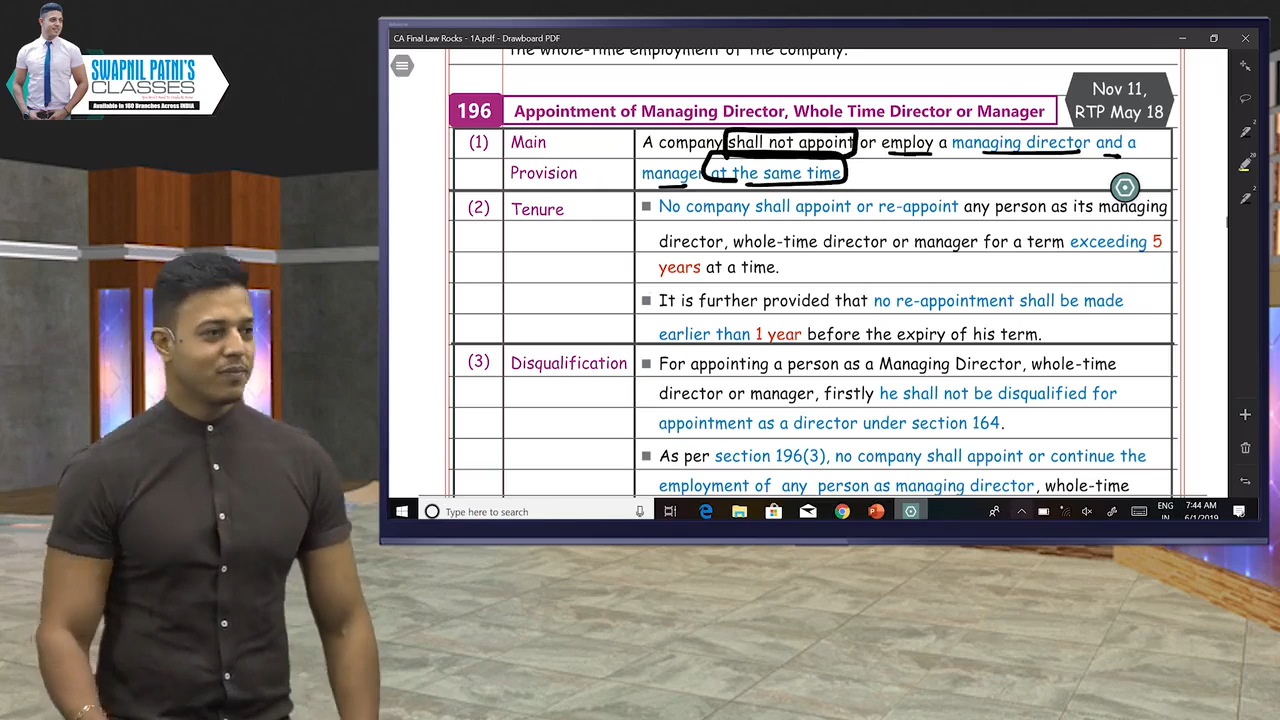 SWAPNIL PATNI'S
CLASSES
Available in 160 Branches Across INDIA
CA Final Law Rocks - 1A.pdf - Drawboard PDF
the whole-time employment of the company.
196 Appointment of Managing Director, Whole Time Director or Manager
Nov 11,
RTP May 18
(1) Main A company shall not appoint or employ a managing director and a
Provision manager at the same time
(2) Tenure ■ No company shall appoint or re-appoint any person as its managing
director, whole-time director or manager for a term exceeding 5
years at a time.
■ It is further provided that no re-appointment shall be made
earlier than 1 year before the expiry of his term.
(3) Disqualification ■ For appointing a person as a Managing Director, whole-time
director or manager, firstly he shall not be disqualified for
appointment as a director under section 164.
■ As per section 196(3), no company shall appoint or continue the
employment of any person as managing director, whole-time
Type here to search
ENG
IN
7:44 AM
6/1/2019